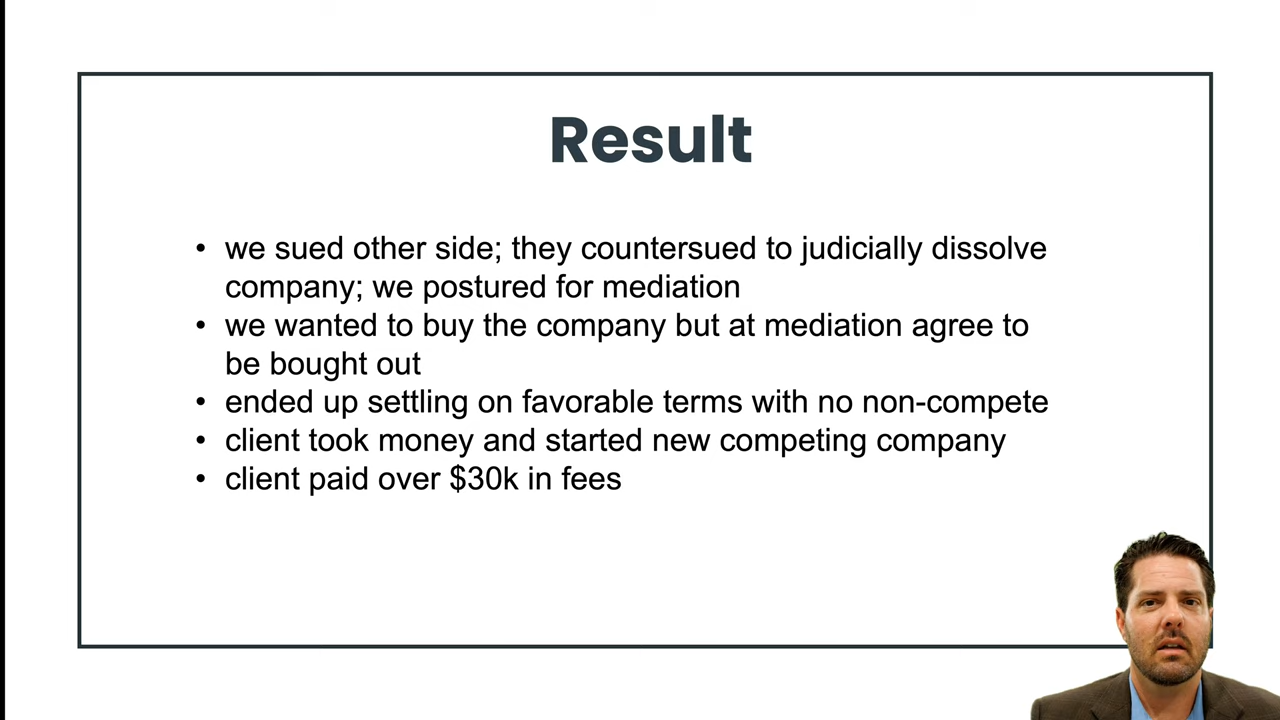 Result
• we sued other side; they countersued to judicially dissolve
company; we postured for mediation
• we wanted to buy the company but at mediation agree to
be bought out
• ended up settling on favorable terms with no non-compete
• client took money and started new competing company
• client paid over $30k in fees